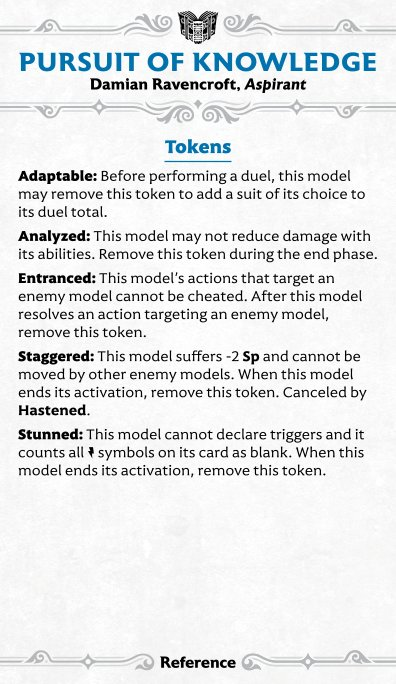 PURSUIT OF KNOWLEDGE
Damian Ravencroft, Aspirant
Tokens
Adaptable: Before performing a duel, this model
may remove this token to add a suit of its choice to
its duel total.
Analyzed: This model may not reduce damage with
its abilities. Remove this token during the end phase.
Entranced: This model’s actions that target an
enemy model cannot be cheated. After this model
resolves an action targeting an enemy model,
remove this token.
Staggered: This model suffers -2 Sp and cannot be
moved by other enemy models. When this model
ends its activation, remove this token. Canceled by
Hastened.
Stunned: This model cannot declare triggers and it
counts all symbols on its card as blank. When this
model ends its activation, remove this token.
Reference